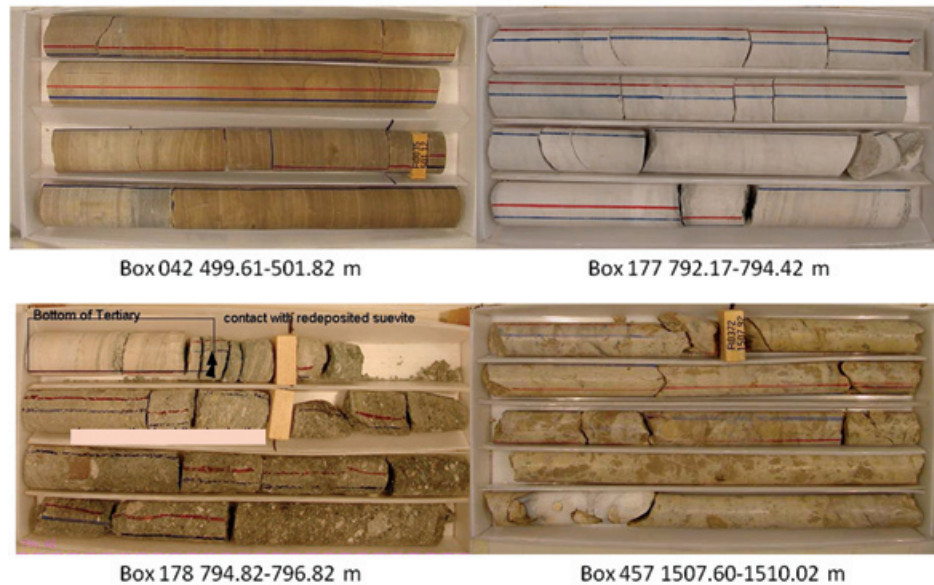 Box 042 499.61-501.82 m
Box 177 792.17-794.42 m
Bottom of Tertiary
contact with redeposited suevite
Box 178 794.82-796.82 m
Box 457 1507.60-1510.02 m